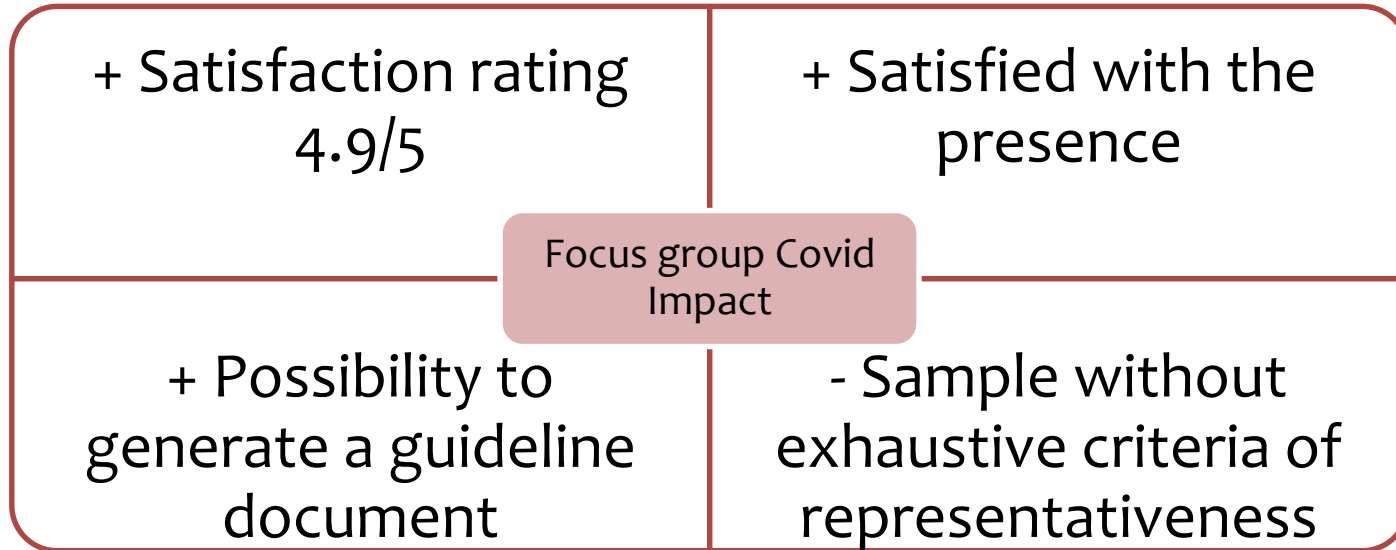 + Satisfaction rating
4.9/5
+ Satisfied with the
presence
Focus group Covid
Impact
+ Possibility to
generate a guideline
document
- Sample without
exhaustive criteria of
representativeness